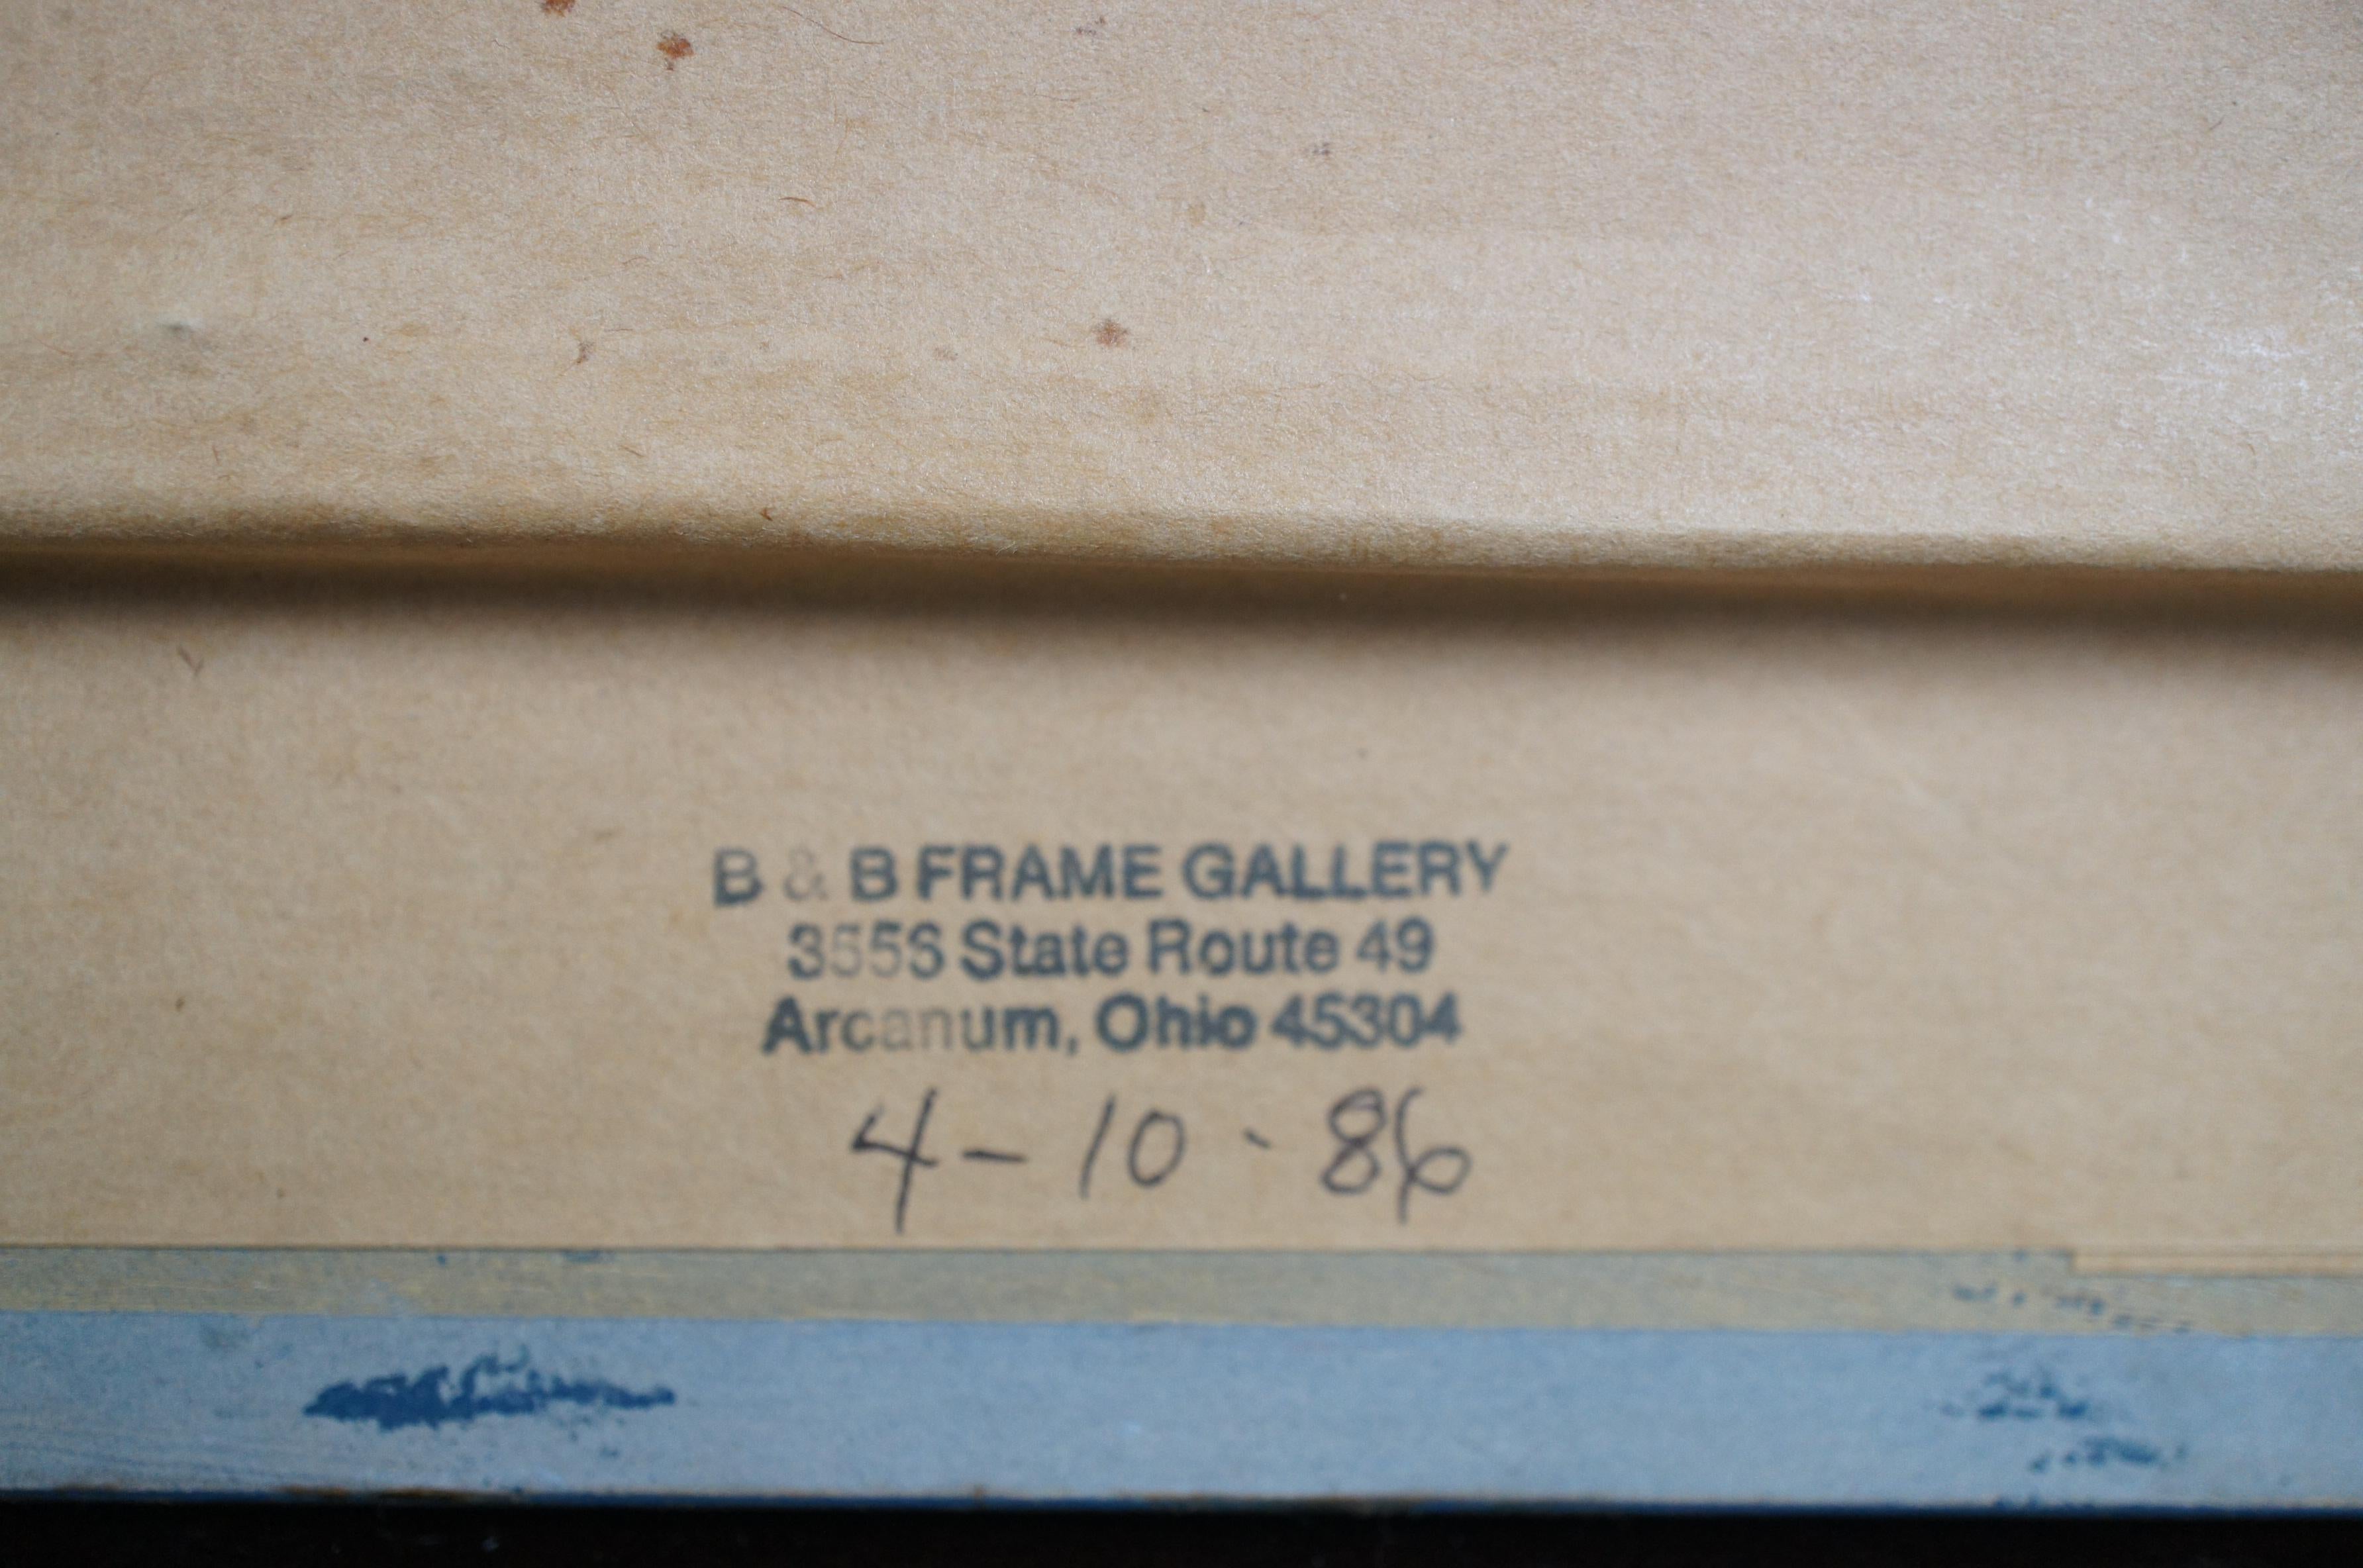 B & B FRAME GALLERY
3556 State Route 49
Arcanum, Ohio 45304
4-10-86